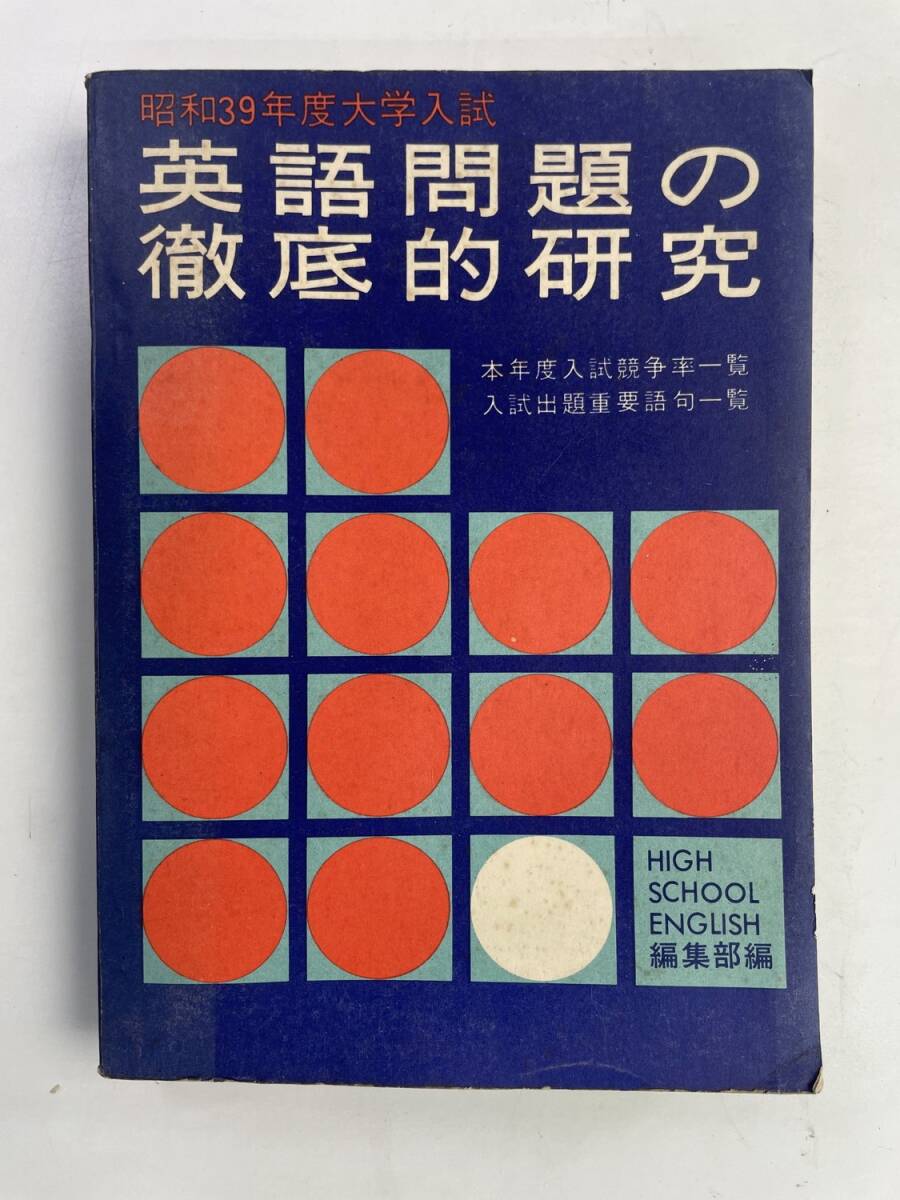 昭和39年度大学入試
英語問題の
徹底的研究
本年度入試競争率一覧
入試出題重要語句一覧
HIGH
SCHOOL
ENGLISH
編集部編